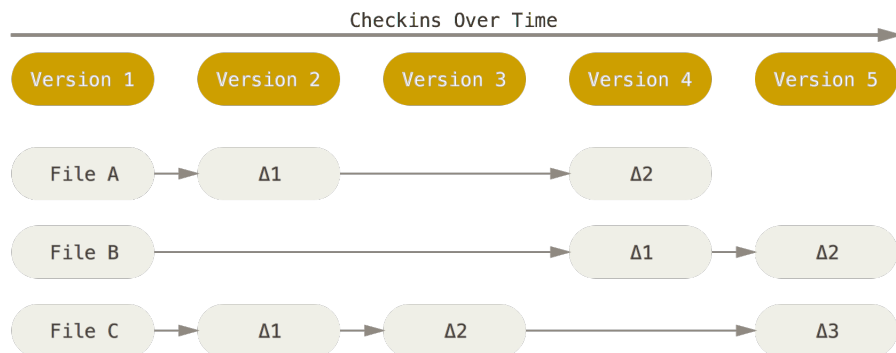 Checkins Over Time
Version 1 Version 2 Version 3 Version 4 Version 5
File A Δ1 Δ2
File B Δ1 Δ2
File C Δ1 Δ2 Δ3